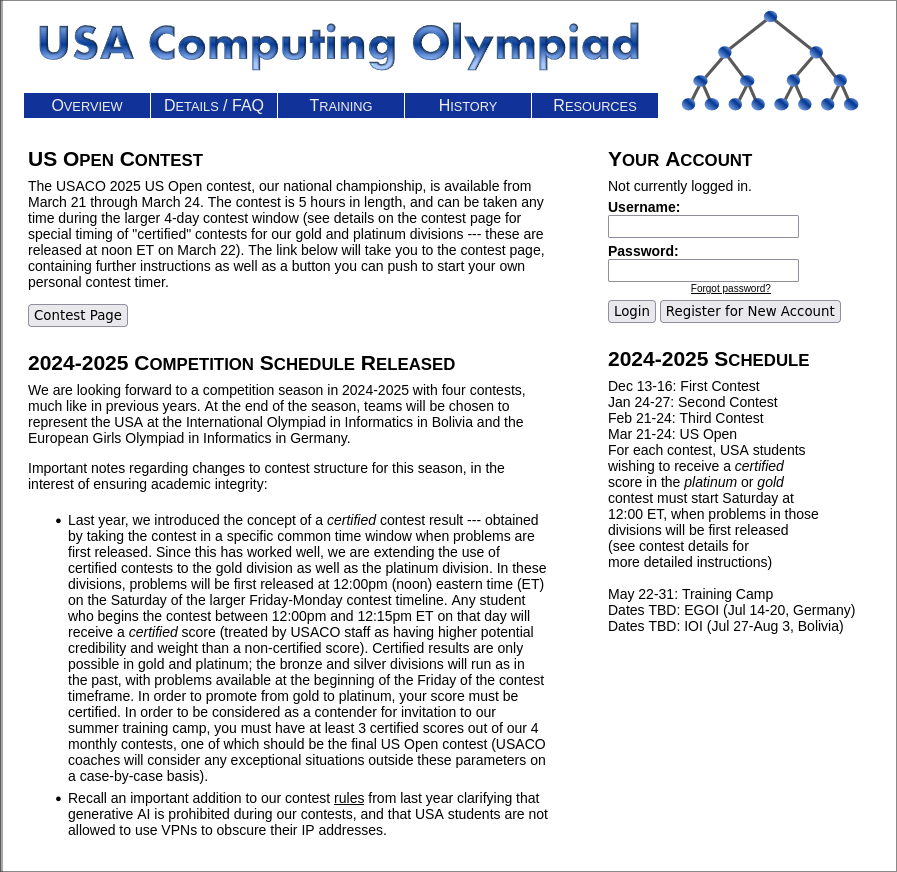 USA Computing Olympiad
OVERVIEW
DETAILS / FAQ
TRAINING
HISTORY
RESOURCES
US OPEN CONTEST
The USACO 2025 US Open contest, our national championship, is available from
March 21 through March 24. The contest is 5 hours in length, and can be taken any
time during the larger 4-day contest window (see details on the contest page for
special timing of "certified" contests for our gold and platinum divisions --- these are
released at noon ET on March 22). The link below will take you to the contest page,
containing further instructions as well as a button you can push to start your own
personal contest timer.
Contest Page
2024-2025 COMPETITION SCHEDULE RELEASED
We are looking forward to a competition season in 2024-2025 with four contests,
much like in previous years. At the end of the season, teams will be chosen to
represent the USA at the International Olympiad in Informatics in Bolivia and the
European Girls Olympiad in Informatics in Germany.
Important notes regarding changes to contest structure for this season, in the
interest of ensuring academic integrity:
• Last year, we introduced the concept of a certified contest result --- obtained
by taking the contest in a specific common time window when problems are
first released. Since this has worked well, we are extending the use of
certified contests to the gold division as well as the platinum division. In these
divisions, problems will be first released at 12:00pm (noon) eastern time (ET)
on the Saturday of the larger Friday-Monday contest timeline. Any student
who begins the contest between 12:00pm and 12:15pm ET on that day will
receive a certified score (treated by USACO staff as having higher potential
credibility and weight than a non-certified score). Certified results are only
possible in gold and platinum; the bronze and silver divisions will run as in
the past, with problems available at the beginning of the Friday of the contest
timeframe. In order to promote from gold to platinum, your score must be
certified. In order to be considered as a contender for invitation to our
summer training camp, you must have at least 3 certified scores out of our 4
monthly contests, one of which should be the final US Open contest (USACO
coaches will consider any exceptional situations outside these parameters on
a case-by-case basis).
• Recall an important addition to our contest rules from last year clarifying that
generative AI is prohibited during our contests, and that USA students are not
allowed to use VPNs to obscure their IP addresses.
YOUR ACCOUNT
Not currently logged in.
Username:
Password:
Forgot password?
Login
Register for New Account
2024-2025 SCHEDULE
Dec 13-16: First Contest
Jan 24-27: Second Contest
Feb 21-24: Third Contest
Mar 21-24: US Open
For each contest, USA students
wishing to receive a certified
score in the platinum or gold
contest must start Saturday at
12:00 ET, when problems in those
divisions will be first released
(see contest details for
more detailed instructions)
May 22-31: Training Camp
Dates TBD: EGOI (Jul 14-20, Germany)
Dates TBD: IOI (Jul 27-Aug 3, Bolivia)